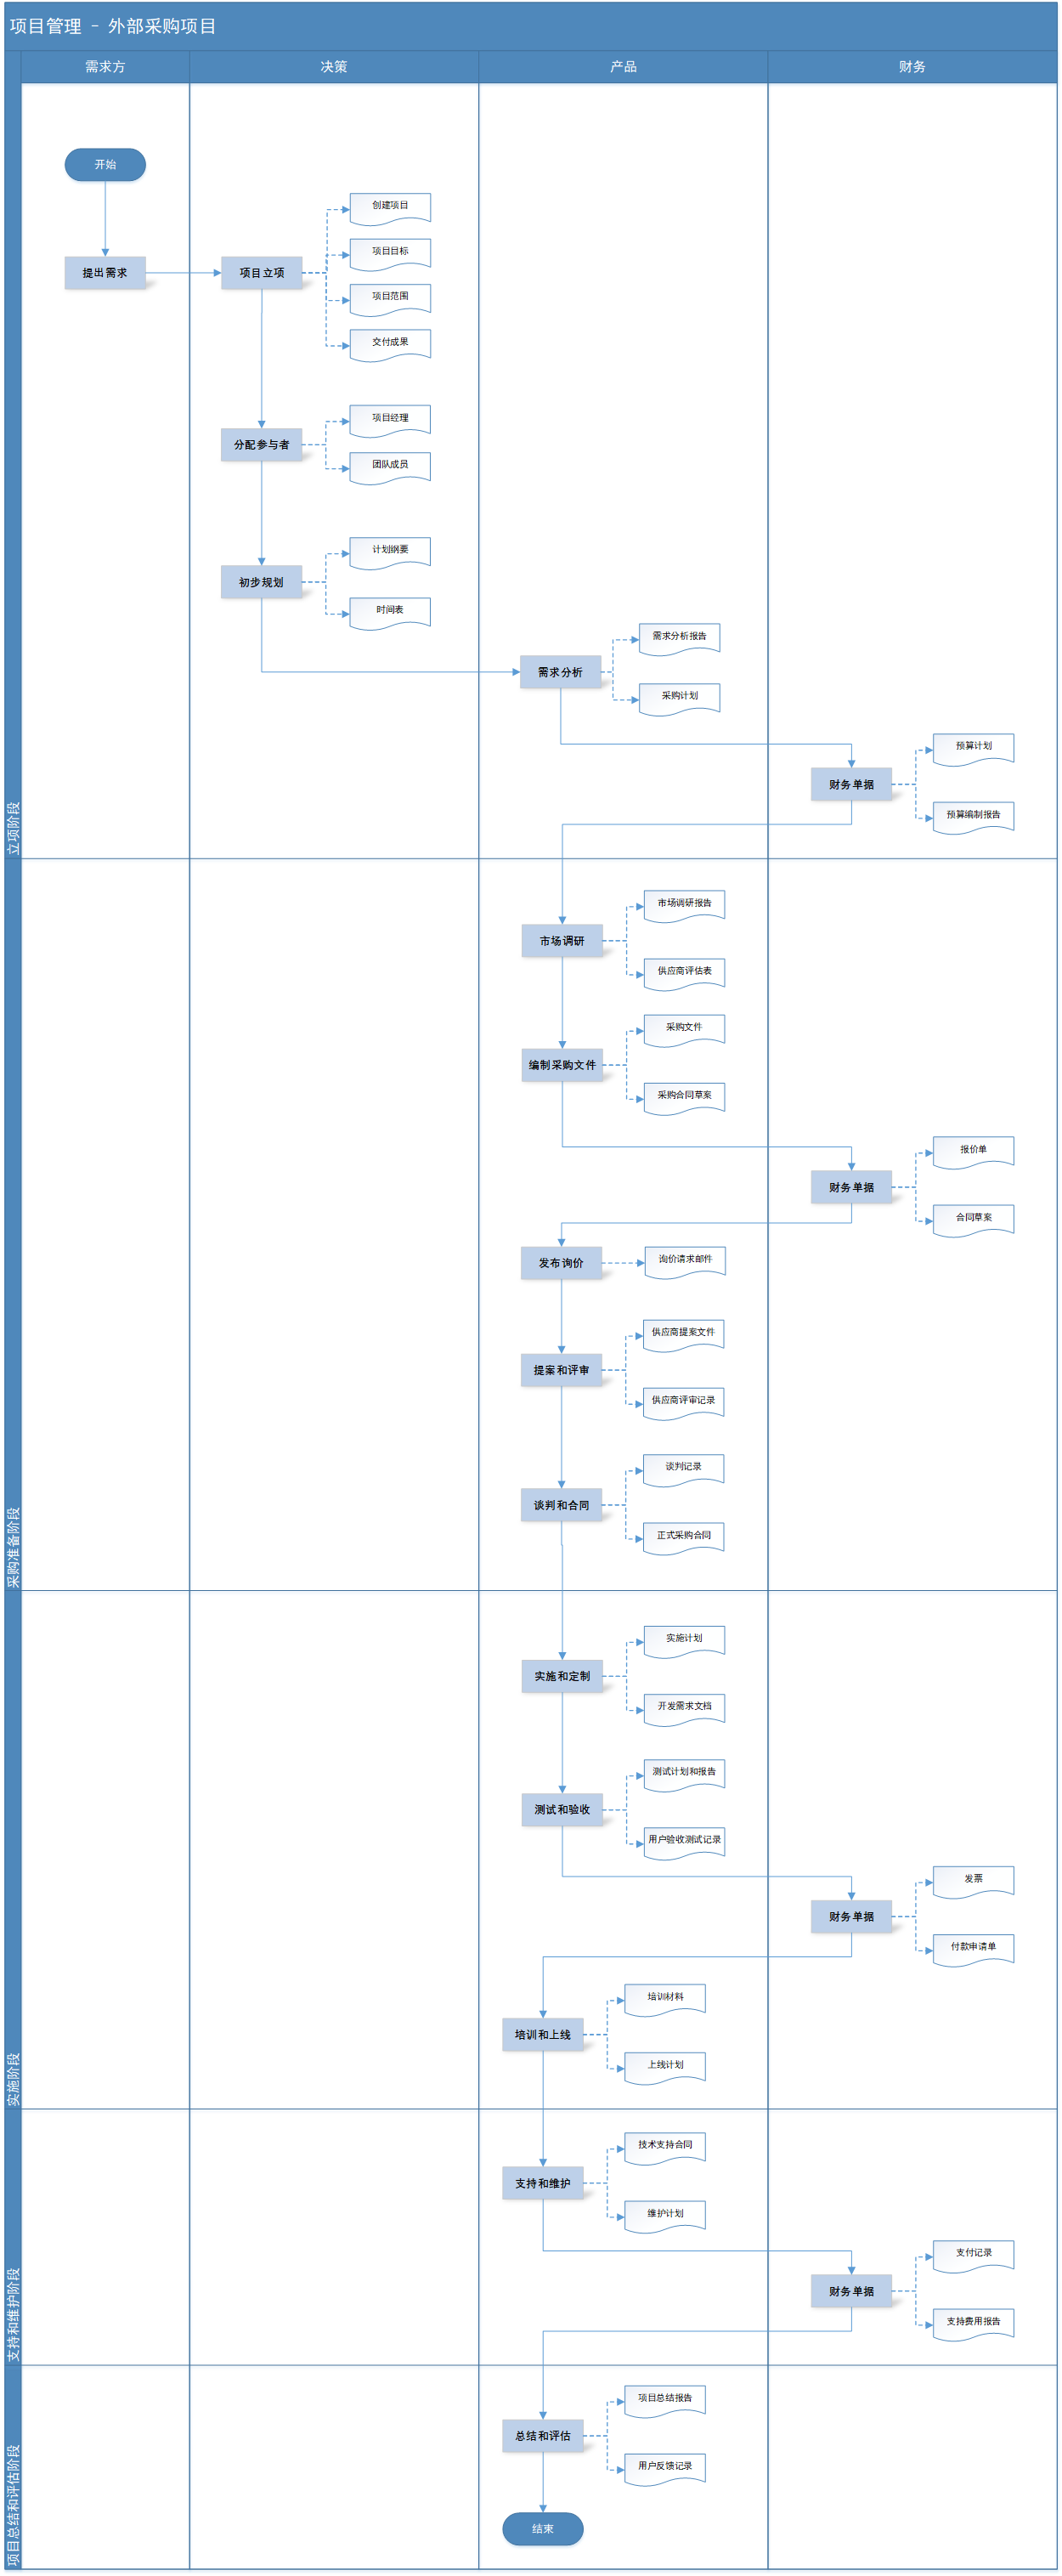 项目管理 - 外部采购项目
需求方
决策
产品
财务
立项阶段
开始
提出需求
项目立项
创建项目
项目目标
项目范围
交付成果
分配参与者
项目经理
团队成员
初步规划
计划纲要
时间表
需求分析
需求分析报告
采购计划
财务单据
预算计划
预算编制报告
采购准备阶段
市场调研
市场调研报告
供应商评估表
编制采购文件
采购文件
采购合同草案
财务单据
报价单
合同草案
发布询价
询价请求邮件
提案和评审
供应商提案文件
供应商评审记录
谈判和合同
谈判记录
正式采购合同
实施阶段
实施和定制
实施计划
开发需求文档
测试和验收
测试计划和报告
用户验收测试记录
财务单据
发票
付款申请单
培训和上线
培训材料
上线计划
支持和维护阶段
支持和维护
技术支持合同
维护计划
财务单据
支付记录
支持费用报告
项目总结和评估阶段
总结和评估
项目总结报告
用户反馈记录
结束